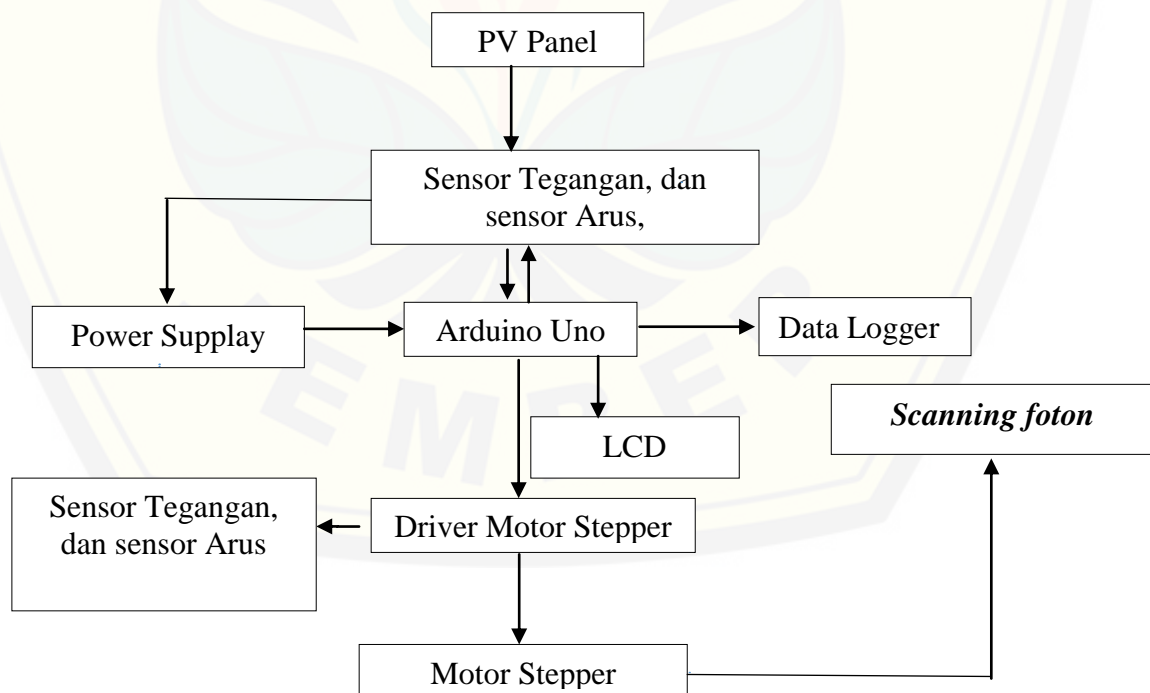 PV Panel
Sensor Tegangan, dan
sensor Arus,
Power Supplay
Arduino Uno
Data Logger
Scanning foton
LCD
Sensor Tegangan,
dan sensor Arus
Driver Motor Stepper
Motor Stepper